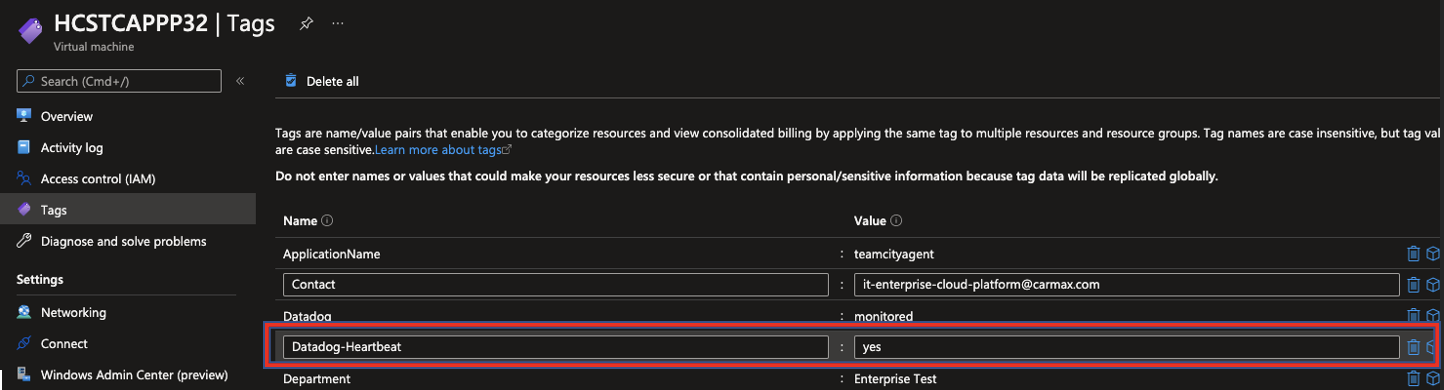 HCSTCAPPP32 | Tags
Virtual machine
Search (Cmd+/)
«
Delete all
Overview
Activity log
Access control (IAM)
Tags
Diagnose and solve problems
Settings
Networking
Connect
Windows Admin Center (preview)
Tags are name/value pairs that enable you to categorize resources and view consolidated billing by applying the same tag to multiple resources and resource groups. Tag names are case insensitive, but tag val
are case sensitive.Learn more about tags
Do not enter names or values that could make your resources less secure or that contain personal/sensitive information because tag data will be replicated globally.
Name Value
ApplicationName : teamcityagent
Contact : it-enterprise-cloud-platform@carmax.com
Datadog : monitored
Datadog-Heartbeat : yes
Department : Enterprise Test